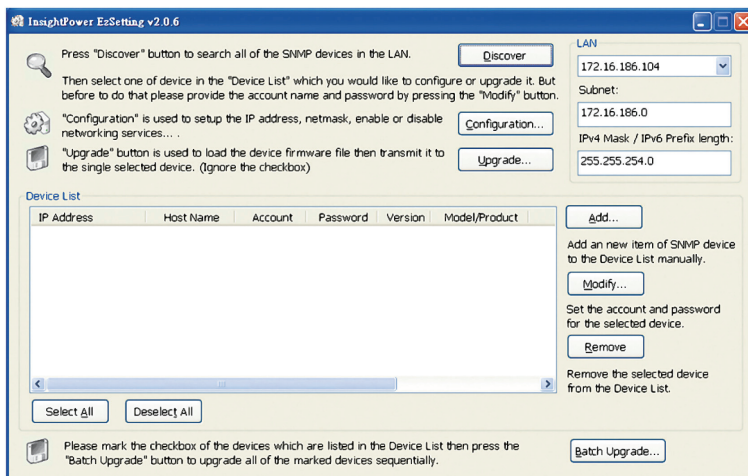 InsightPower EzSetting v2.0.6
Press "Discover" button to search all of the SNMP devices in the LAN.
Discover
Then select one of device in the "Device List" which you would like to configure or upgrade it. But
before to do that please provide the account name and password by pressing the "Modify" button.
"Configuration" is used to setup the IP address, netmask, enable or disable
networking services... .
Configuration...
"Upgrade" button is used to load the device firmware file then transmit it to
the single selected device. (Ignore the checkbox)
Upgrade...
LAN
172.16.186.104
Subnet:
172.16.186.0
IPv4 Mask / IPv6 Prefix length:
255.255.254.0
Device List
IP Address Host Name Account Password Version Model/Product
Add...
Add an new item of SNMP device
to the Device List manually.
Modify...
Set the account and password
for the selected device.
Remove
Remove the selected device
from the Device List.
Select All Deselect All
Please mark the checkbox of the devices which are listed in the Device List then press the
"Batch Upgrade" button to upgrade all of the marked devices sequentially.
Batch Upgrade...